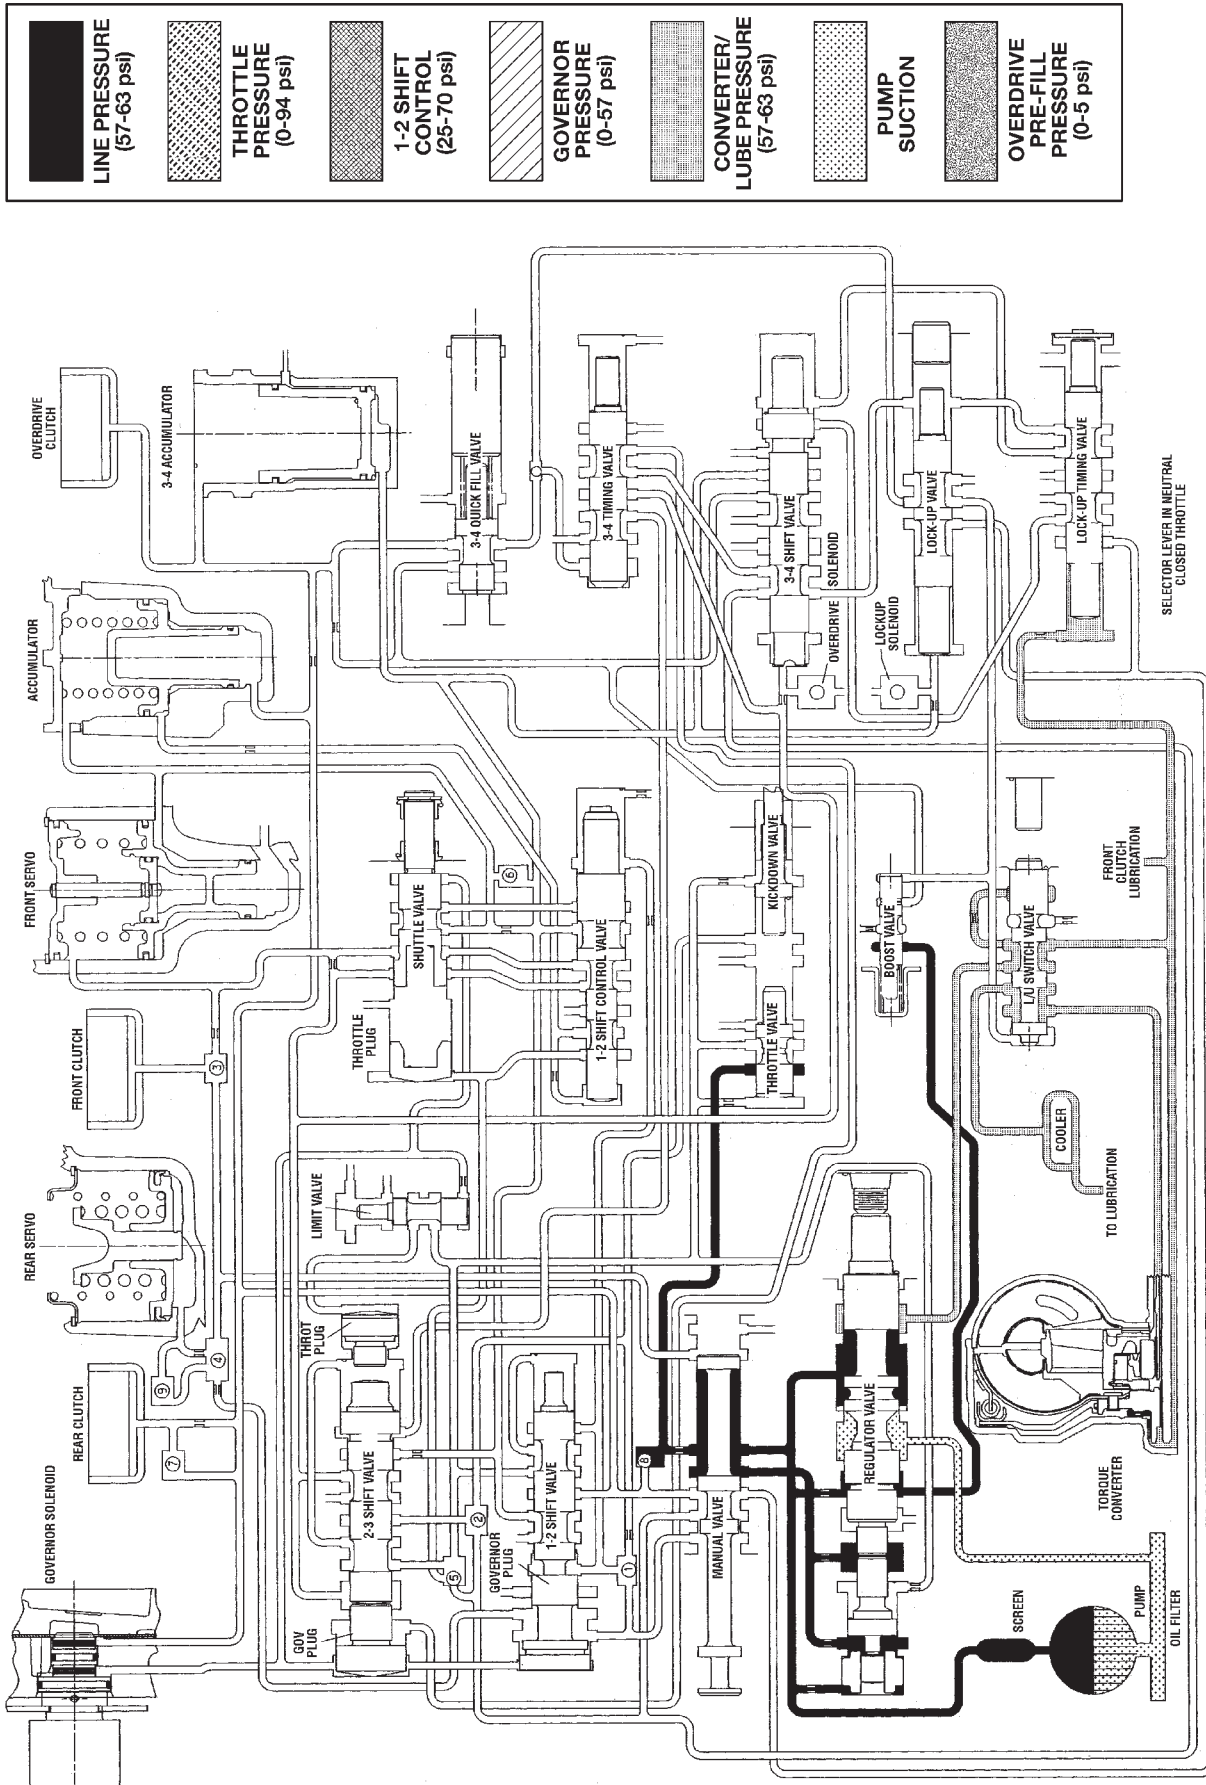 LINE PRESSURE
(57-63 psi)
THROTTLE
PRESSURE
(0-94 psi)
1-2 SHIFT
CONTROL
(25-70 psi)
GOVERNOR
PRESSURE
(0-57 psi)
CONVERTER/
LUBE PRESSURE
(57-63 psi)
PUMP
SUCTION
OVERDRIVE
PRE-FILL
PRESSURE
(0-5 psi)
GOVERNOR SOLENOID
REAR CLUTCH
REAR SERVO
FRONT CLUTCH
FRONT SERVO
ACCUMULATOR
OVERDRIVE
CLUTCH
3-4 ACCUMULATOR
7
9
4
3
GOV
PLUG
2-3 SHIFT VALVE
THROT
PLUG
LIMIT VALVE
THROTTLE
PLUG
SHUTTLE VALVE
3-4 QUICK FILL VALVE
5
2
6
GOVERNOR
PLUG
1-2 SHIFT VALVE
1-2 SHIFT CONTROL VALVE
3-4 TIMING VALVE
1
8
MANUAL VALVE
THROTTLE VALVE
KICKDOWN VALVE
3-4 SHIFT VALVE
OVERDRIVE
SOLENOID
REGULATOR VALVE
BOOST VALVE
LOCKUP
SOLENOID
LOCK-UP VALVE
SCREEN
L/U SWITCH VALVE
COOLER
LOCK-UP TIMING VALVE
TORQUE
CONVERTER
TO LUBRICATION
FRONT
CLUTCH
LUBRICATION
PUMP
OIL FILTER
SELECTOR LEVER IN NEUTRAL
CLOSED THROTTLE